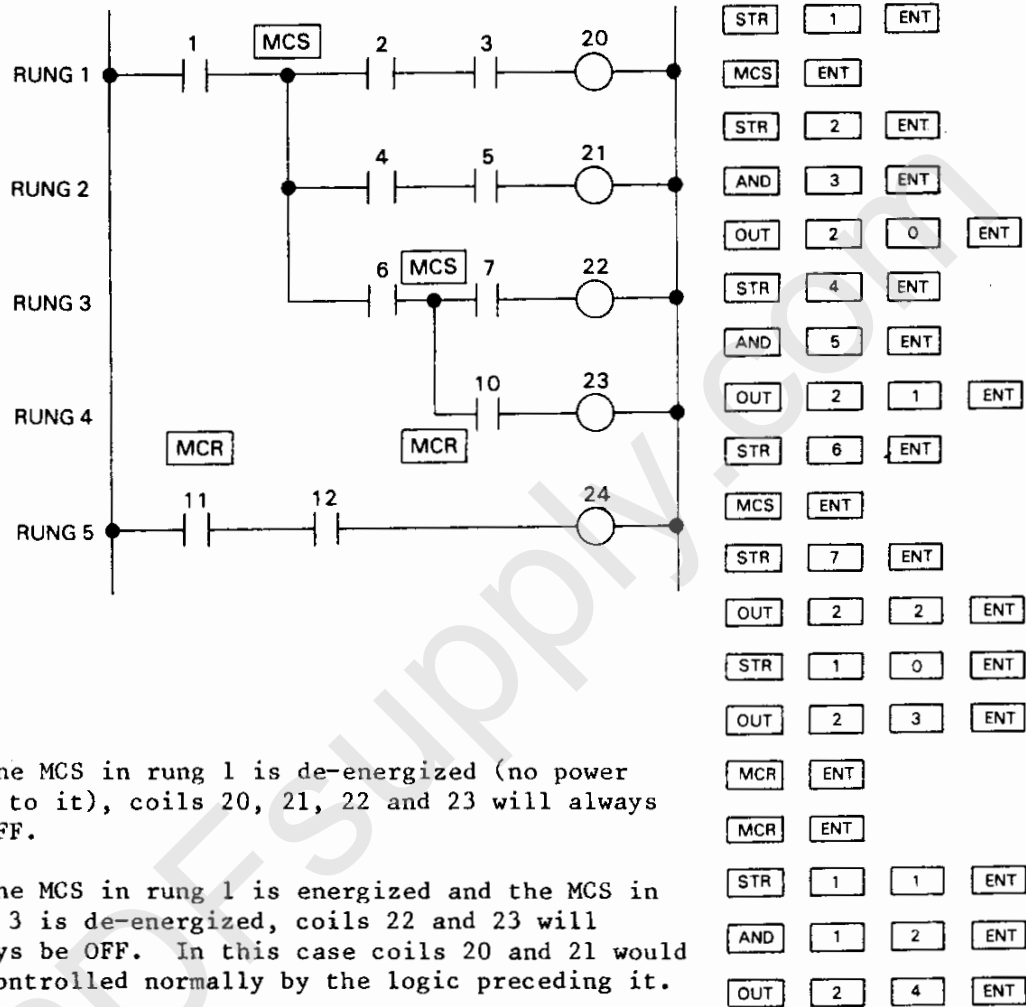 1 MCS 2 3 20
RUNG 1
4 5 21
RUNG 2
6 MCS 7 22
RUNG 3
10 23
RUNG 4
MCR MCR
11 12 24
RUNG 5
ne MCS in rung 1 is de-energized (no power
to it), coils 20, 21, 22 and 23 will always
FF.
ne MCS in rung 1 is energized and the MCS in
3 is de-energized, coils 22 and 23 will
ys be OFF. In this case coils 20 and 21 would
ontrolled normally by the logic preceding it.
STR 1 ENT
MCS ENT
STR 2 ENT
AND 3 ENT
OUT 2 0 ENT
STR 4 ENT
AND 5 ENT
OUT 2 1 ENT
STR 6 ENT
MCS ENT
STR 7 ENT
OUT 2 2 ENT
STR 1 0 ENT
OUT 2 3 ENT
MCR ENT
MCR ENT
STR 1 1 ENT
AND 1 2 ENT
OUT 2 4 ENT
PDFsupply.com